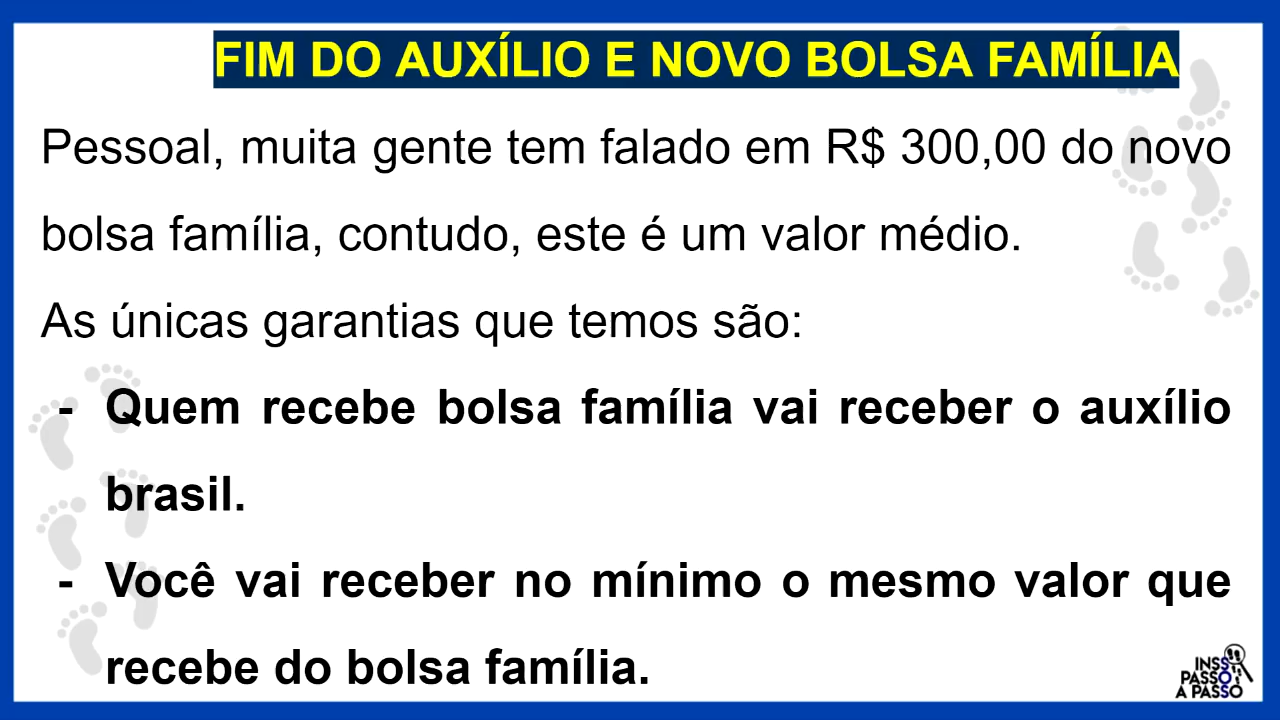 FIM DO AUXÍLIO E NOVO BOLSA FAMÍLIA
Pessoal, muita gente tem falado em R$ 300,00 do novo
bolsa família, contudo, este é um valor médio.
As únicas garantias que temos são:
- Quem recebe bolsa família vai receber o auxílio
brasil.
- Você vai receber no mínimo o mesmo valor que
recebe do bolsa família.
INSS
PASSO
A PASSO